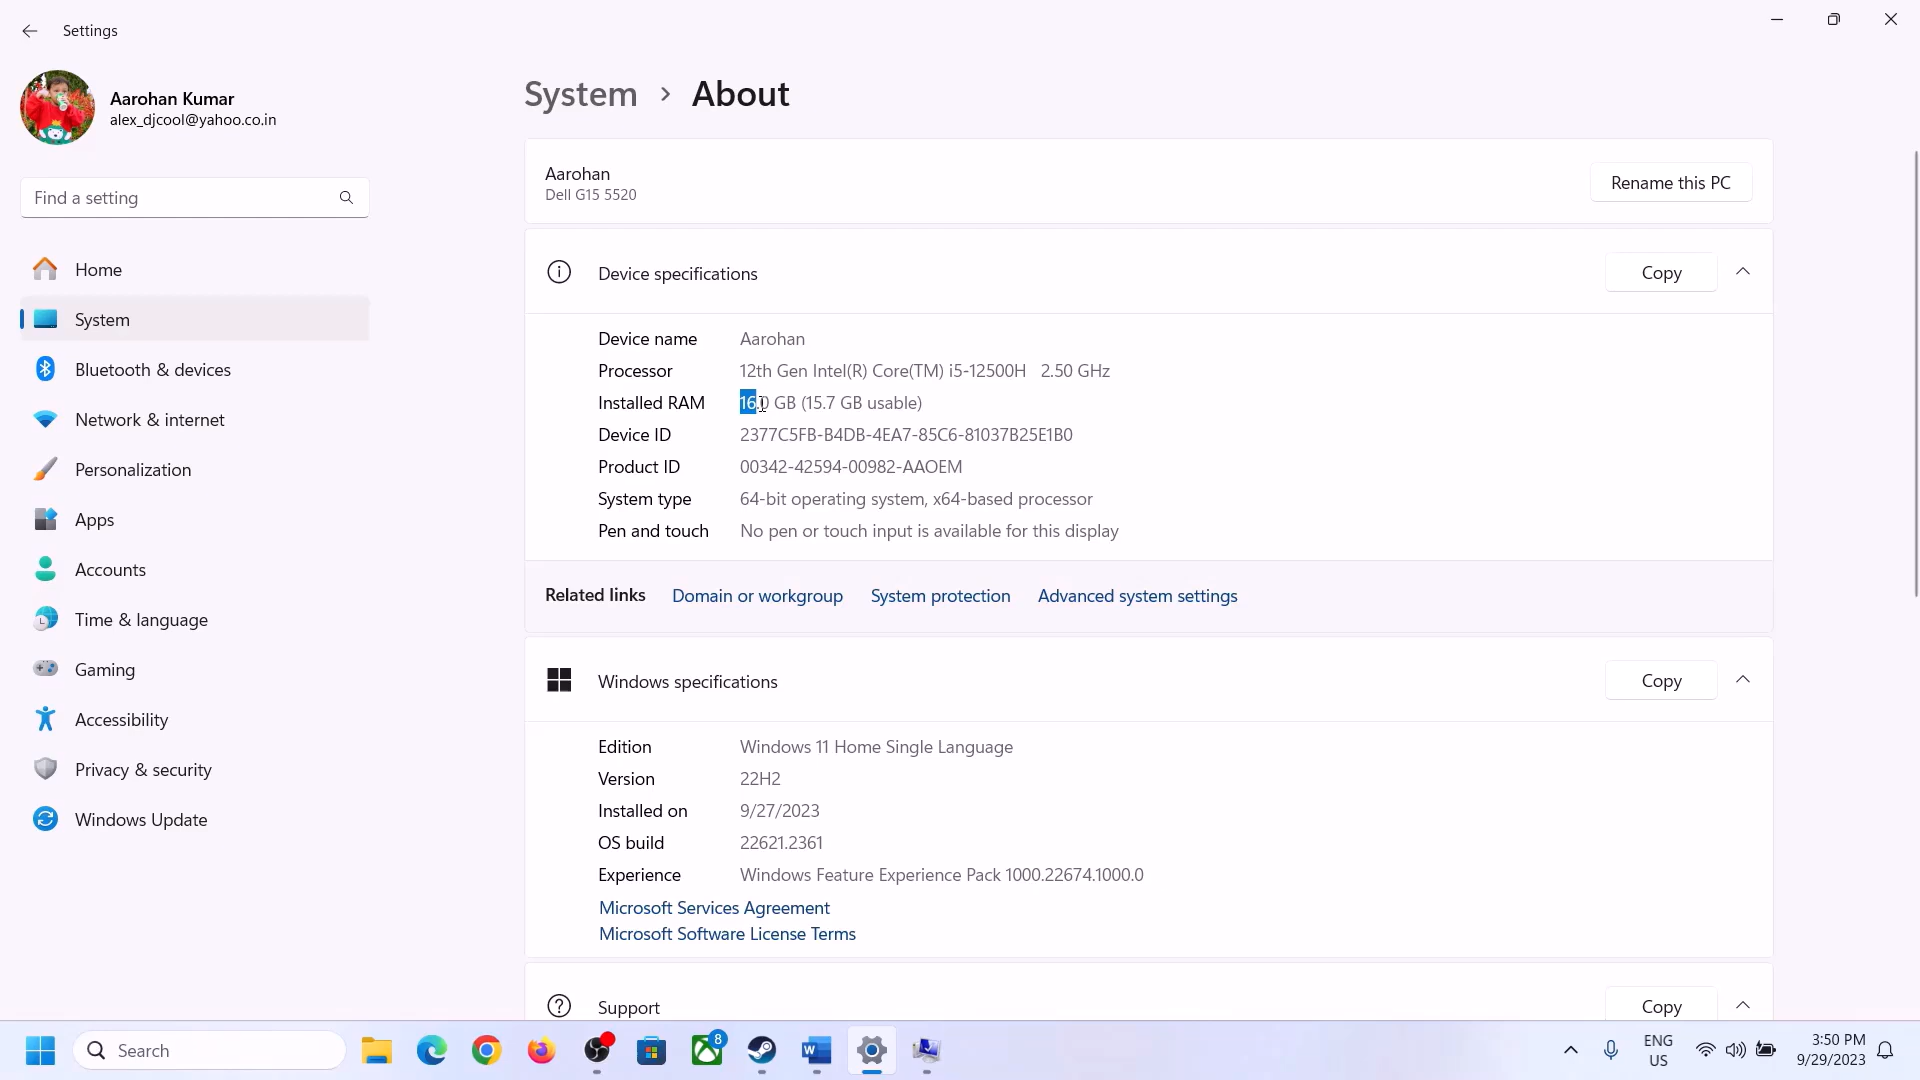 Settings
Aarohan Kumar
alex_djcool@yahoo.co.in
Find a setting
Home
System
Bluetooth & devices
Network & internet
Personalization
Apps
Accounts
Time & language
Gaming
Accessibility
Privacy & security
Windows Update
System > About
Aarohan
Dell G15 5520
Rename this PC
Device specifications Copy
Device name Aarohan
Processor 12th Gen Intel(R) Core(TM) i5-12500H 2.50 GHz
Installed RAM 16.0 GB (15.7 GB usable)
Device ID 2377C5FB-B4DB-4EA7-85C6-81037B25E1B0
Product ID 00342-42594-00982-AAOEM
System type 64-bit operating system, x64-based processor
Pen and touch No pen or touch input is available for this display
Related links Domain or workgroup System protection Advanced system settings
Windows specifications Copy
Edition Windows 11 Home Single Language
Version 22H2
Installed on 9/27/2023
OS build 22621.2361
Experience Windows Feature Experience Pack 1000.22674.1000.0
Microsoft Services Agreement
Microsoft Software License Terms
Support Copy
Search 8 W ENG 3:50 PM
US 9/29/2023